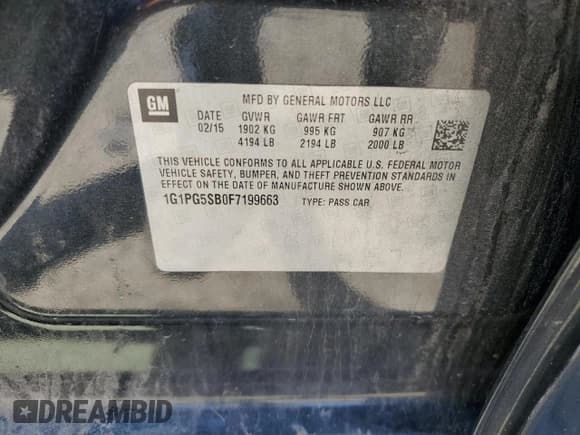 GM
MFD BY GENERAL MOTORS LLC
DATE GVWR GAWR FRT GAWR RR
02/15 1902 KG 995 KG 907 KG
4194 LB 2194 LB 2000 LB
THIS VEHICLE CONFORMS TO ALL APPLICABLE U.S. FEDERAL MOTOR
VEHICLE SAFETY, BUMPER, AND THEFT PREVENTION STANDARDS IN
EFFECT ON THE DATE OF MANUFACTURE SHOWN ABOVE.
1G1PG5SB0F7199663 TYPE: PASS CAR
DREAMBID